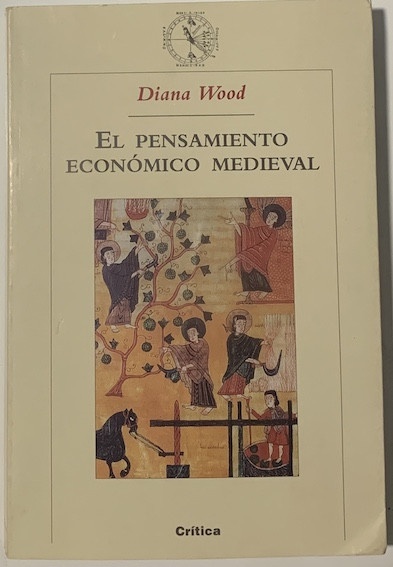 Diana Wood
EL PENSAMIENTO
ECONÓMICO MEDIEVAL
Crítica